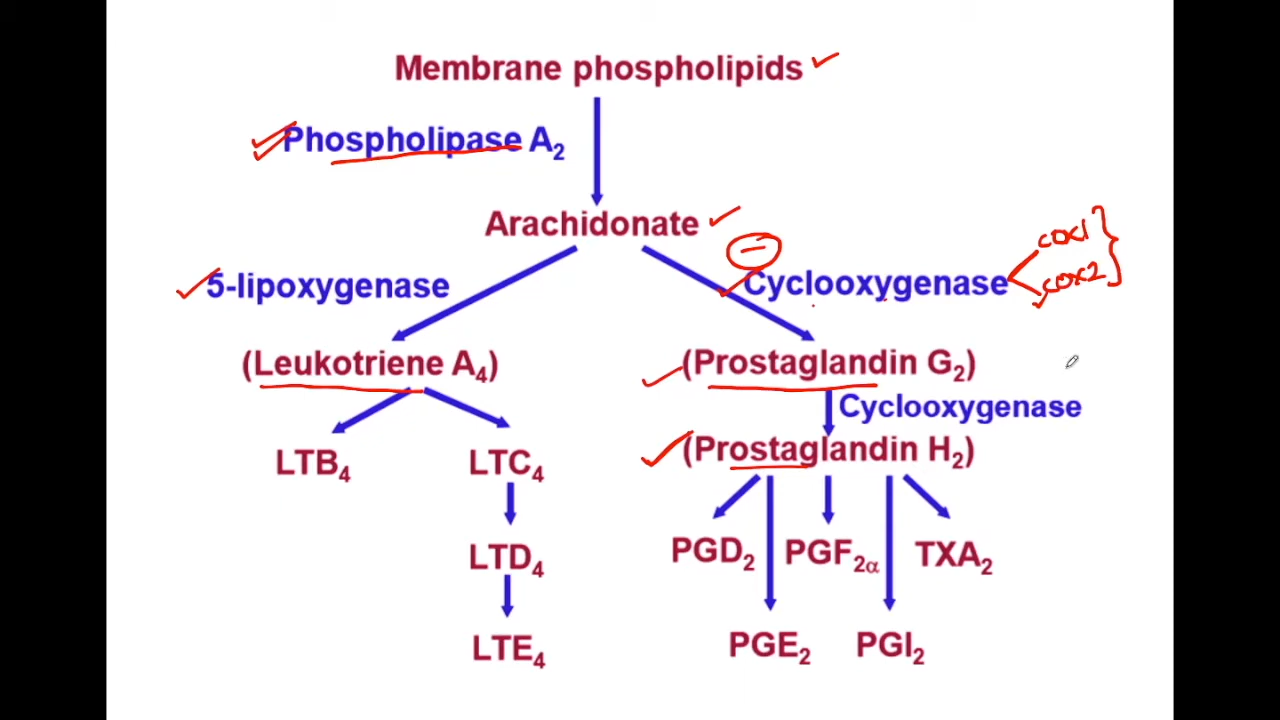 Membrane phospholipids
Phospholipase A₂
Arachidonate
cox1
5-lipoxygenase
Cyclooxygenase
cox2
(Leukotriene A₄)
(Prostaglandin G₂)
Cyclooxygenase
(Prostaglandin H₂)
LTB₄
LTC₄
LTD₄
PGD₂
PGF₂α
TXA₂
LTE₄
PGE₂
PGI₂